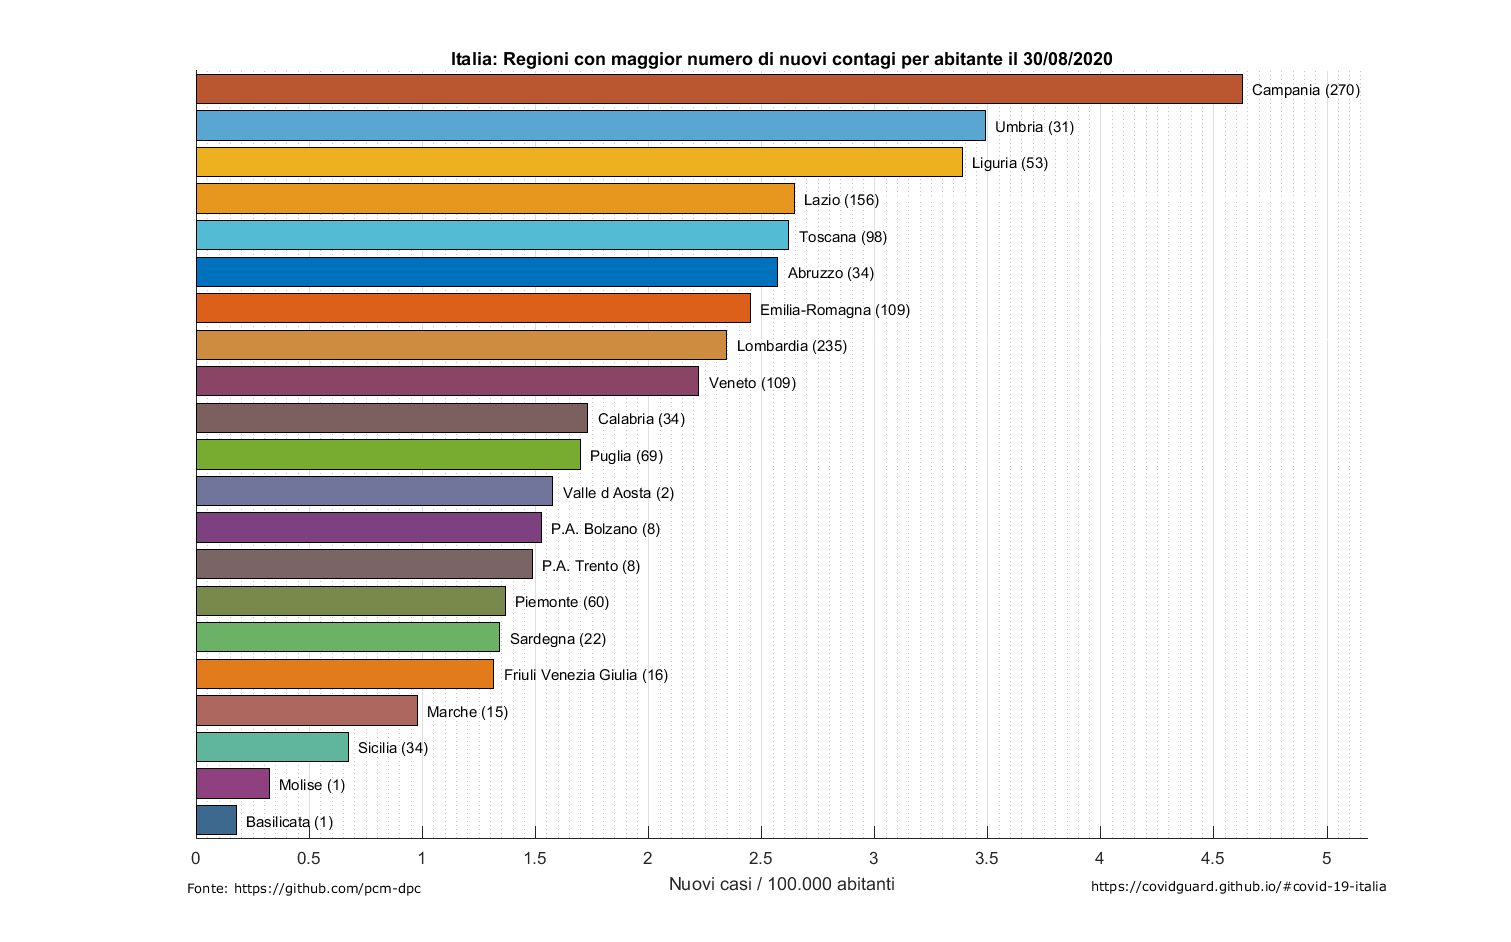 Italia: Regioni con maggior numero di nuovi contagi per abitante il 30/08/2020
Campania (270)
Umbria (31)
Liguria (53)
Lazio (156)
Toscana (98)
Abruzzo (34)
Emilia-Romagna (109)
Lombardia (235)
Veneto (109)
Calabria (34)
Puglia (69)
Valle d Aosta (2)
P.A. Bolzano (8)
P.A. Trento (8)
Piemonte (60)
Sardegna (22)
Friuli Venezia Giulia (16)
Marche (15)
Sicilia (34)
Molise (1)
Basilicata (1)
0 0.5 1 1.5 2 2.5 3 3.5 4 4.5 5
Nuovi casi / 100.000 abitanti
Fonte: https://github.com/pcm-dpc
https://covidguard.github.io/#covid-19-italia